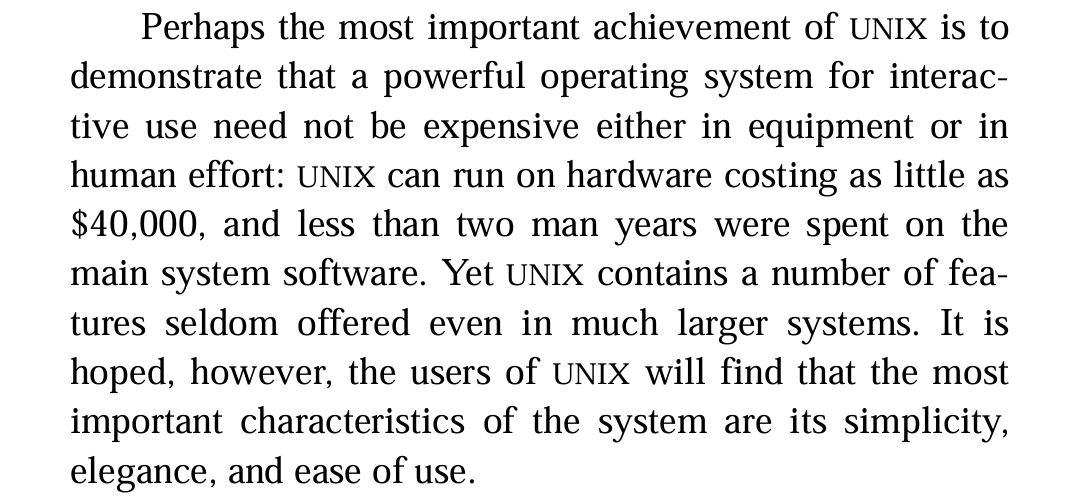 Perhaps the most important achievement of UNIX is to
demonstrate that a powerful operating system for interac-
tive use need not be expensive either in equipment or in
human effort: UNIX can run on hardware costing as little as
$40,000, and less than two man years were spent on the
main system software. Yet UNIX contains a number of fea-
tures seldom offered even in much larger systems. It is
hoped, however, the users of UNIX will find that the most
important characteristics of the system are its simplicity,
elegance, and ease of use.